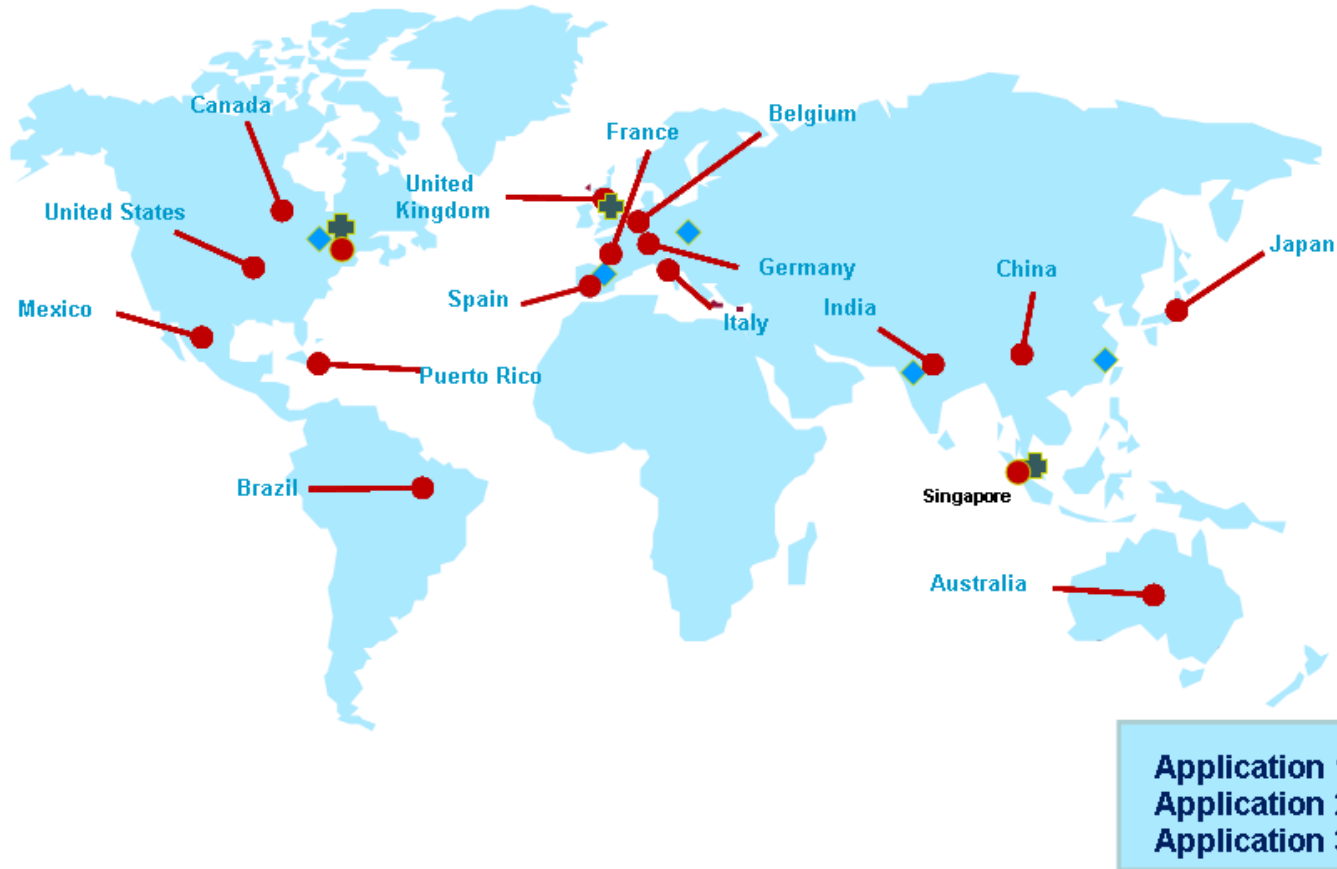 Canada
Belgium
France
United
Kingdom
United States
Japan
Germany
China
Spain
Mexico
India
Italy
Puerto Rico
Brazil
Singapore
Australia
Application
Application
Application